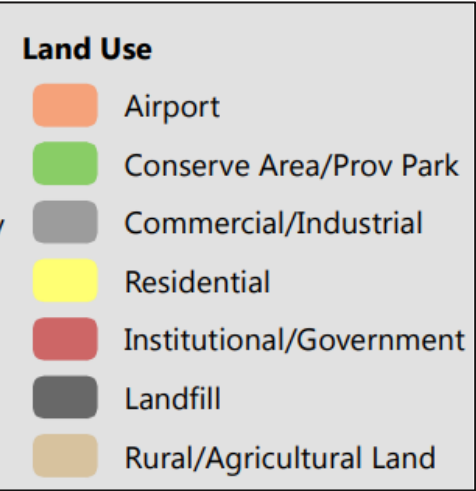 Land Use
Airport
Conserve Area/Prov Park
Commercial/Industrial
Residential
Institutional/Government
Landfill
Rural/Agricultural Land